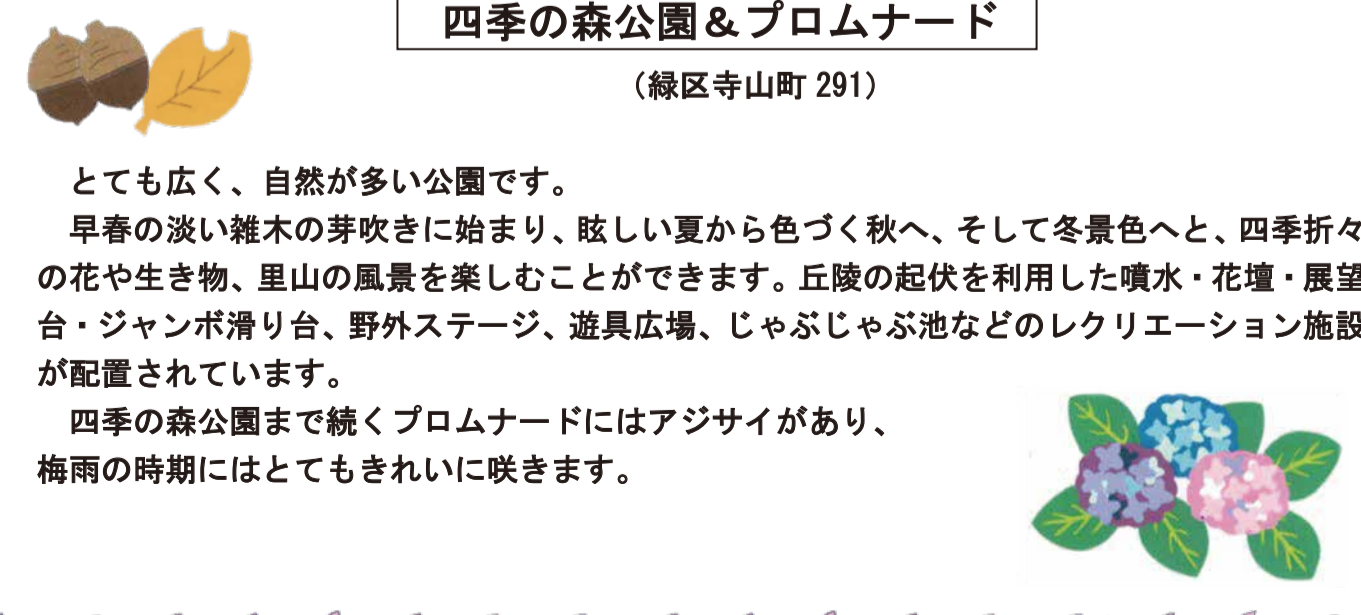 四季の森公園＆プロムナード
（緑区寺山町 291）
とても広く、自然が多い公園です。
早春の淡い雑木の芽吹きに始まり、眩しい夏から色づく秋へ、そして冬景色へと、四季折々
の花や生き物、里山の風景を楽しむことができます。丘陵の起伏を利用した噴水・花壇・展望
台・ジャンボ滑り台、野外ステージ、遊具広場、じゃぶじゃぶ池などのレクリエーション施設
が配置されています。
四季の森公園まで続くプロムナードにはアジサイがあり、
梅雨の時期にはとてもきれいに咲きます。